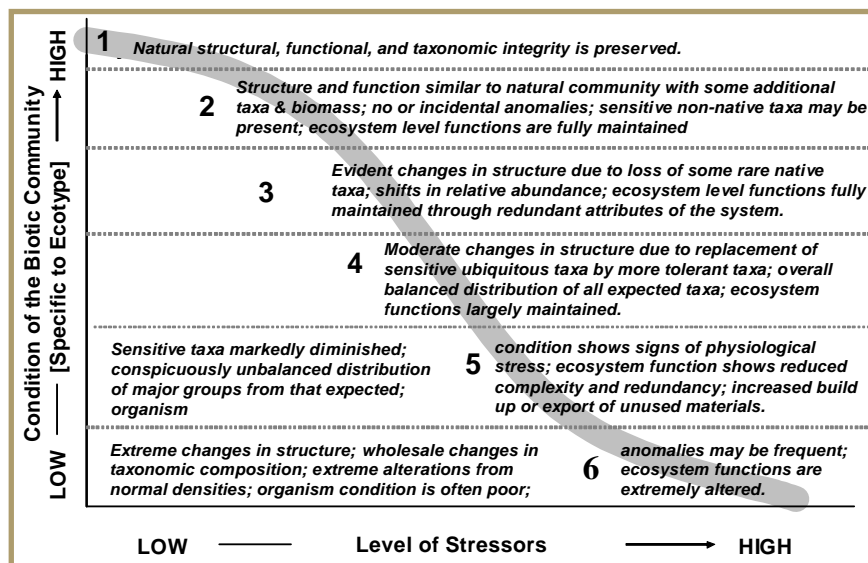 HIGH
Condition of the Biotic Community
[Specific to Ecotype]
LOW
1
Natural structural, functional, and taxonomic integrity is preserved.
2
Structure and function similar to natural community with some additional
taxa & biomass; no or incidental anomalies; sensitive non-native taxa may be
present; ecosystem level functions are fully maintained
3
Evident changes in structure due to loss of some rare native
taxa; shifts in relative abundance; ecosystem level functions fully
maintained through redundant attributes of the system.
4
Moderate changes in structure due to replacement of
sensitive ubiquitous taxa by more tolerant taxa; overall
balanced distribution of all expected taxa; ecosystem
functions largely maintained.
Sensitive taxa markedly diminished;
conspicuously unbalanced distribution
of major groups from that expected;
organism
5
condition shows signs of physiological
stress; ecosystem function shows reduced
complexity and redundancy; increased build
up or export of unused materials.
Extreme changes in structure; wholesale changes in
taxonomic composition; extreme alterations from
normal densities; organism condition is often poor;
6
anomalies may be frequent;
ecosystem functions are
extremely altered.
LOW
Level of Stressors
HIGH